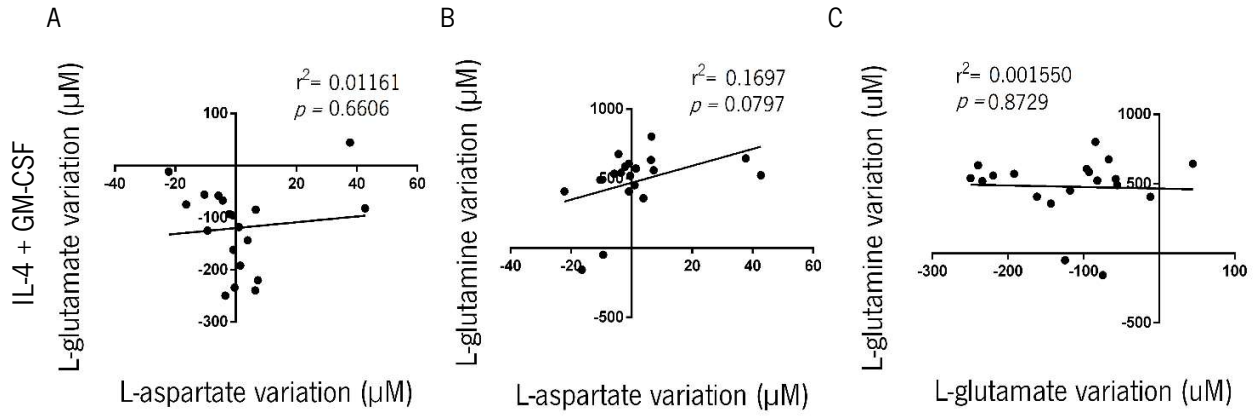 A
B
C
IL-4 + GM-CSF
L-glutamate variation (µM)
r2= 0.01161
p = 0.6606
100
-40
-20
20
40
60
-100
-200
-300
L-aspartate variation (µM)
L-glutamine variation (µM)
r2= 0.1697
p = 0.0797
1000
500
-40
-20
20
40
60
-500
L-aspartate variation (µM)
L-glutamine variation (uM)
r2= 0.001550
p = 0.8729
1000
500
-300
-200
-100
100
-500
L-glutamate variation (uM)